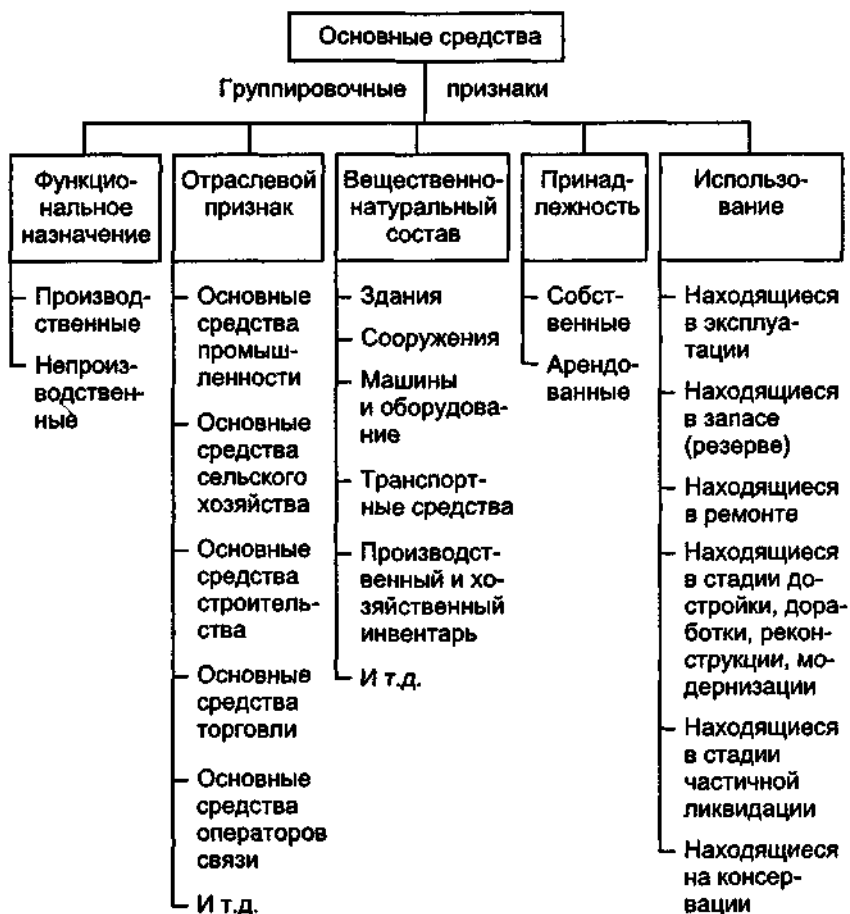 Основные средства
Группировочные признаки
Функцио-
нальное
назначение
Производ-
ственные
Непроиз-
водствен-
ные
Отраслевой
признак
Основные
средства
промыш-
ленности
Основные
средства
сельского
хозяйства
Основные
средства
строитель-
ства
Основные
средства
торговли
Основные
средства
операторов
связи
И т.д.
Вещественно-
натуральный
состав
Здания
Сооружения
Машины
и оборудова-
ние
Транспорт-
ные средства
Производст-
венный и хо-
зяйственный
инвентарь
И т.д.
Принад-
лежность
Собст-
венные
Арендо-
ванные
Использо-
вание
Находящиеся
в эксплуа-
тации
Находящиеся
в запасе
(резерве)
Находящиеся
в ремонте
Находящиеся
в стадии до-
стройки, дора-
ботки, рекон-
струкции, мо-
дернизации
Находящиеся
в стадии
частичной
ликвидации
Находящиеся
на консер-
вации